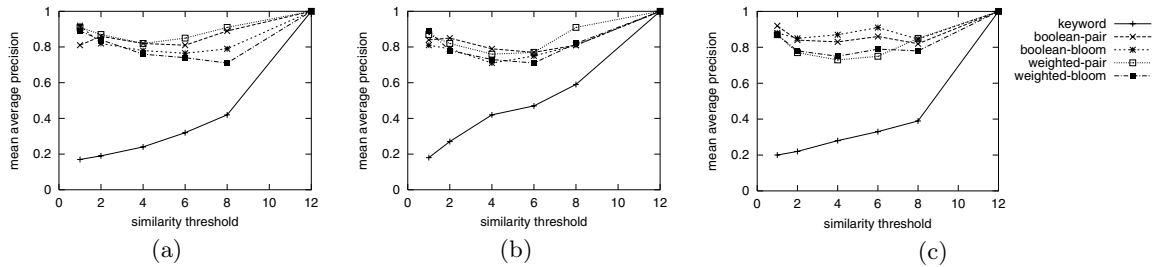 1
0.8
0.6
0.4
0.2
0
mean average precision
0 2 4 6 8 10 12
similarity threshold
(a)
1
0.8
0.6
0.4
0.2
0
mean average precision
0 2 4 6 8 10 12
similarity threshold
(b)
1
0.8
0.6
0.4
0.2
0
mean average precision
0 2 4 6 8 10 12
similarity threshold
(c)
keyword
boolean-pair
boolean-bloom
weighted-pair
weighted-bloom